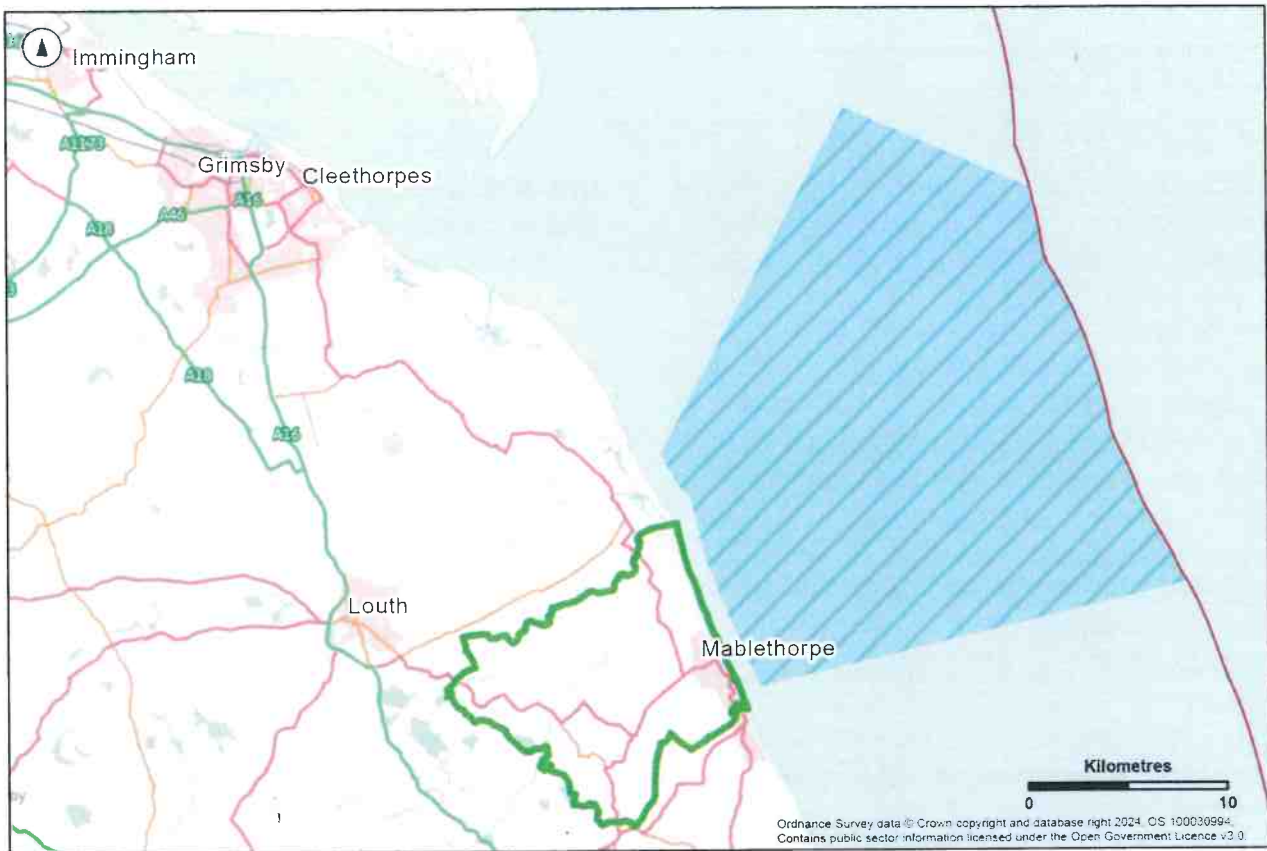 Immingham
A1173
Grimsby
Cleethorpes
A16
A46
A18
A18
A16
Louth
Mablethorpe
Kilometres
0 10
Ordnance Survey data © Crown copyright and database right 2024. OS 100030994.
Contains public sector information licensed under the Open Government Licence v3.0.